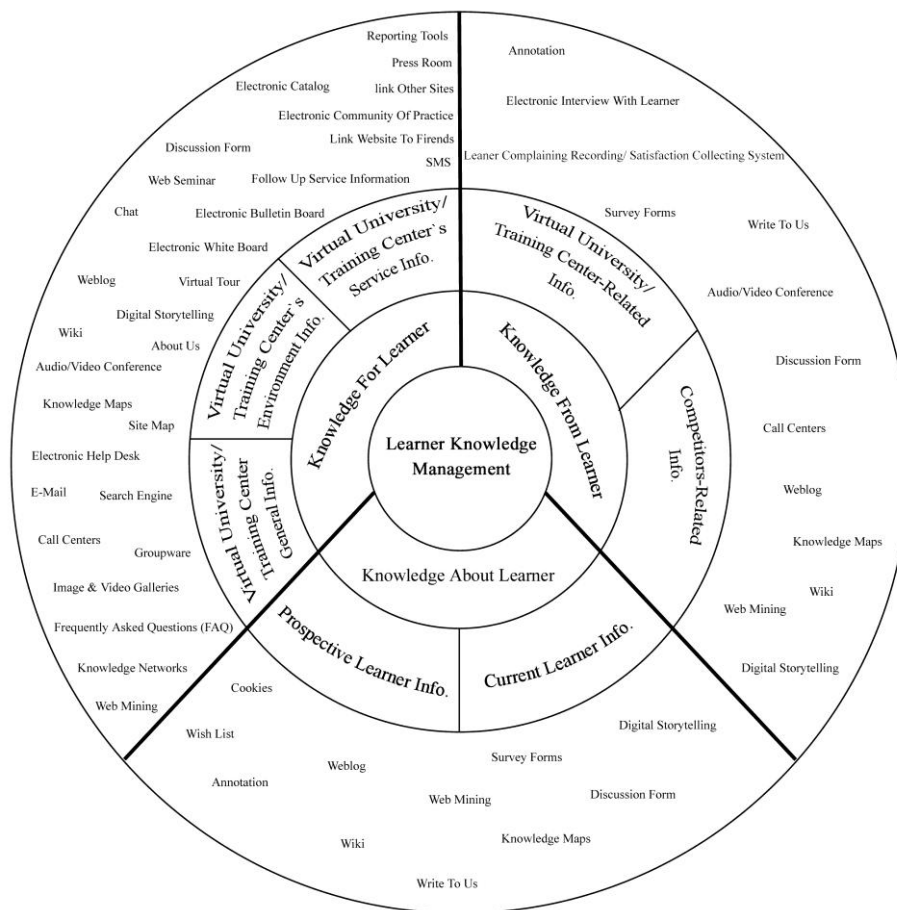 Reporting Tools
Press Room
Electronic Catalog
link Other Sites
Electronic Community Of Practice
Link Website To Firends
Discussion Form
SMS
Web Seminar
Follow Up Service Information
Chat
Electronic Bulletin Board
Electronic White Board
Weblog
Virtual Tour
Digital Storytelling
Wiki
About Us
Audio/Video Conference
Knowledge Maps
Site Map
Electronic Help Desk
E-Mail
Search Engine
Call Centers
Groupware
Image & Video Galleries
Frequently Asked Questions (FAQ)
Knowledge Networks
Web Mining
Virtual University/
Training Center`s
Service Info.
Virtual University/
Training Center`s
Environment Info.
Virtual University/
Training Center
General Info.
Knowledge For Learner
Learner Knowledge
Management
Knowledge From Learner
Virtual University/
Training Center-Related
Info.
Competitors-Related
Info.
Annotation
Electronic Interview With Learner
Leaner Complaining Recording/ Satisfaction Collecting System
Survey Forms
Write To Us
Audio/Video Conference
Discussion Form
Call Centers
Weblog
Knowledge Maps
Wiki
Web Mining
Digital Storytelling
Knowledge About Learner
Prospective Learner Info.
Current Learner Info.
Cookies
Wish List
Digital Storytelling
Weblog
Survey Forms
Annotation
Web Mining
Discussion Form
Wiki
Knowledge Maps
Write To Us